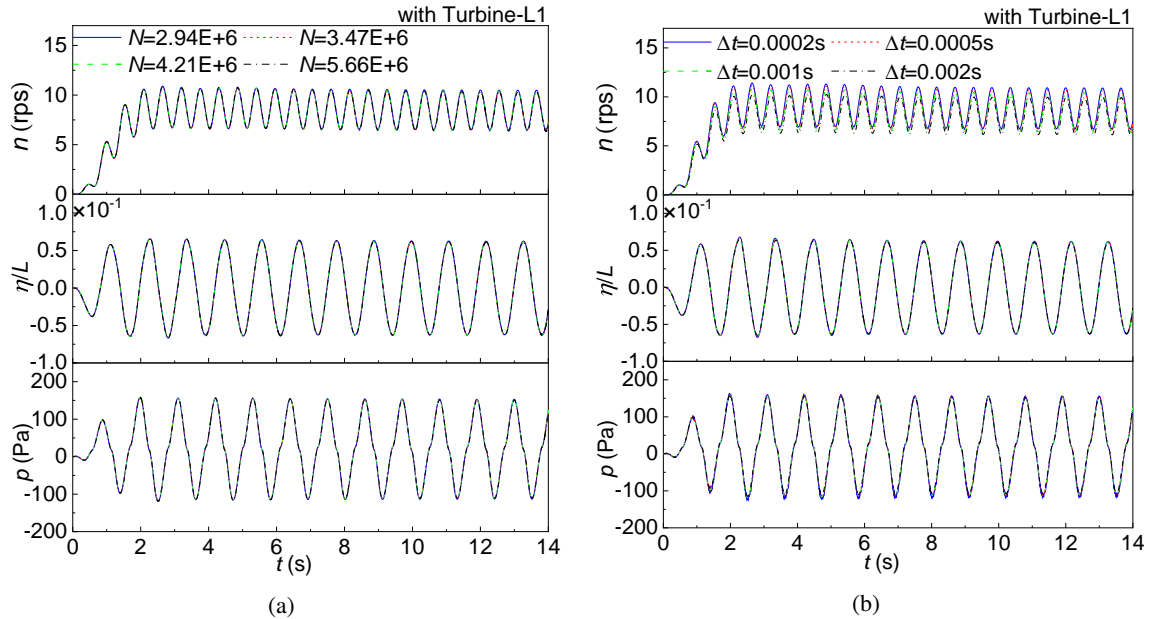 with Turbine-L1
N=2.94E+6 N=3.47E+6
N=4.21E+6 N=5.66E+6
15
10
5
0
n (rps)
×10⁻¹
1.0
0.5
0.0
-0.5
-1.0
η/L
200
100
0
-100
-200
p (Pa)
0 2 4 6 8 10 12 14
t (s)
(a)
with Turbine-L1
Δt=0.0002s Δt=0.0005s
Δt=0.001s Δt=0.002s
15
10
5
0
n (rps)
×10⁻¹
1.0
0.5
0.0
-0.5
-1.0
η/L
200
100
0
-100
-200
p (Pa)
0 2 4 6 8 10 12 14
t (s)
(b)